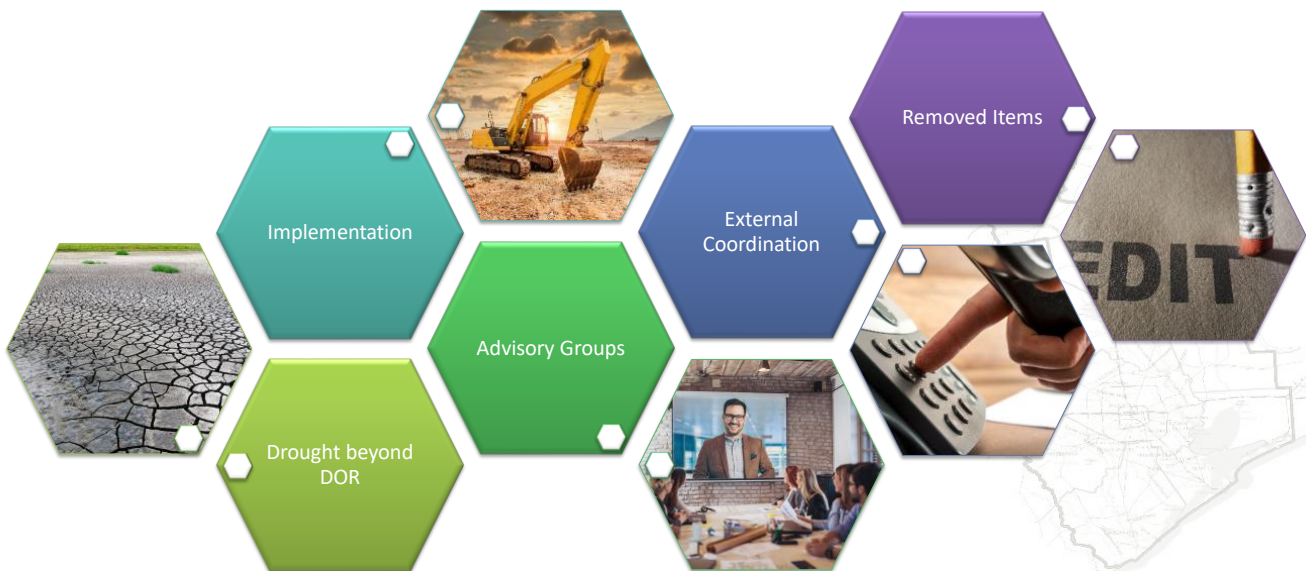 Removed Items
Implementation
External
Coordination
EDIT
Advisory Groups
Drought beyond
DOR